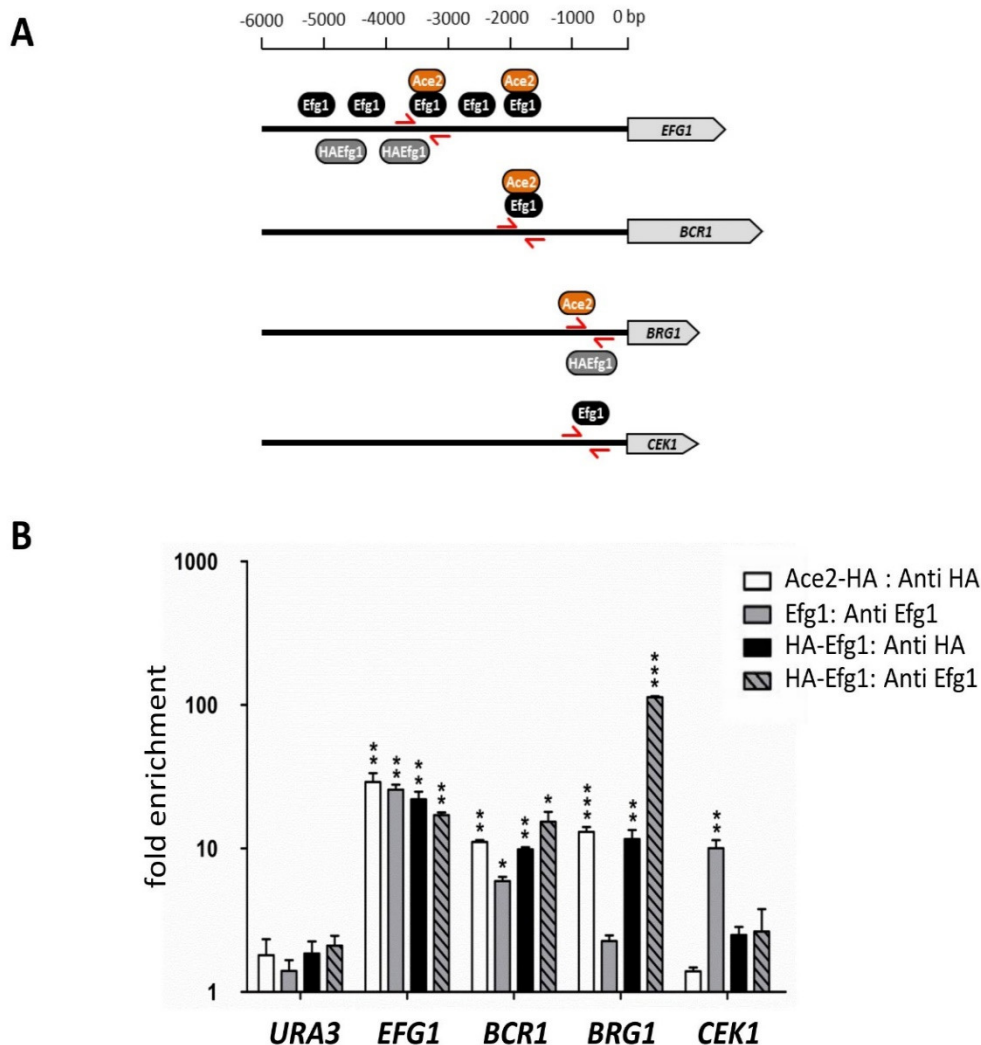 A
-6000 -5000 -4000 -3000 -2000 -1000 0 bp
Ace2 Ace2
Efg1 Efg1 Efg1 Efg1 Efg1
EFG1
HAEfg1 HAEfg1
Ace2
Efg1
BCR1
Ace2
BRG1
HAEfg1
Efg1
CEK1
B
fold enrichment
1000
100
10
1
Ace2-HA : Anti HA
Efg1: Anti Efg1
HA-Efg1: Anti HA
HA-Efg1: Anti Efg1
** ** ** ** ** * ** * *** ** *** **
URA3 EFG1 BCR1 BRG1 CEK1